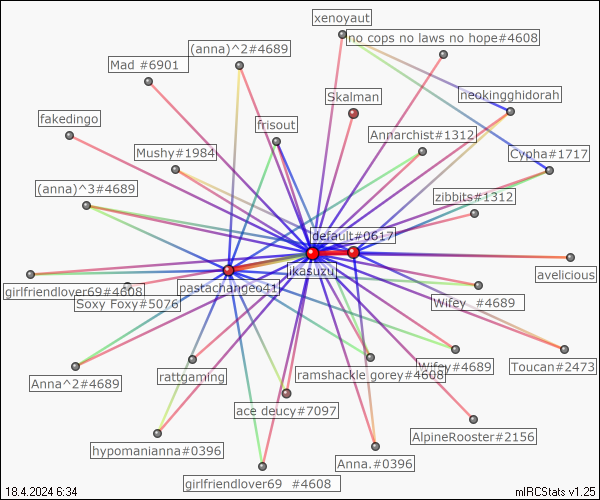 xenoyaut
no cops no laws no hope#4608
(anna)^2#4689
Mad #6901
neokingghidorah
Skalman
fakedingo
frisout
Annarchist#1312
Mushy#1984
Cypha#1717
(anna)^3#4689
zibbits#1312
default#0617
ikasuzu
avelicious
pastachangeo41
girlfriendlover69#4608
Soxy Foxy#5076
Wifey  #4689
Wifey#4689
Toucan#2473
ramshackle gorey#4608
rattgaming
Anna^2#4689
ace deucy#7097
AlpineRooster#2156
hypomanianna#0396
Anna.#0396
girlfriendlover69  #4608
18.4.2024 6:34
mIRCStats v1.25